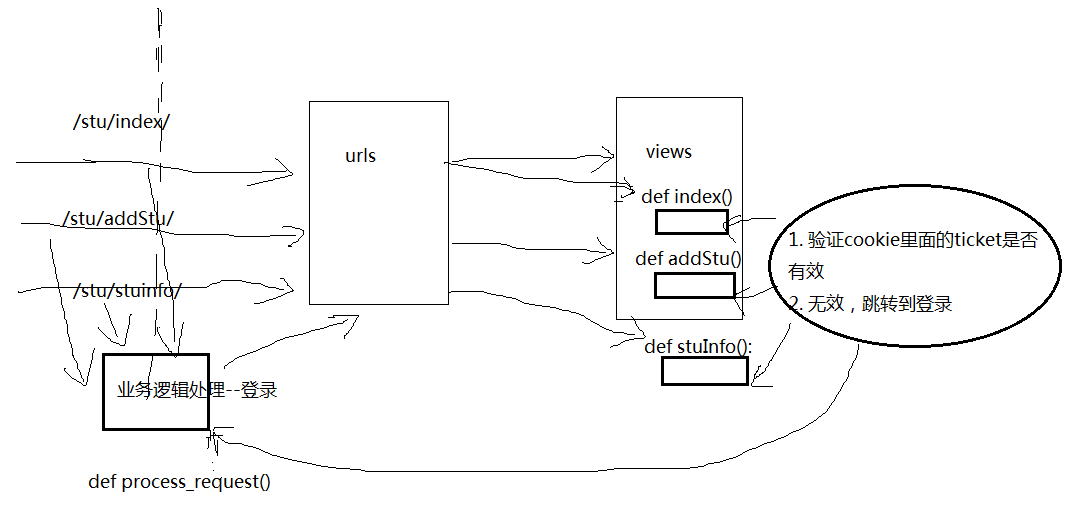 /stu/index/
urls
views
def index()
/stu/addStu/
1. 验证cookie里面的ticket是否
有效
2. 无效，跳转到登录
def addStu()
/stu/stuinfo/
def stuInfo():
业务逻辑处理--登录
def process_request()